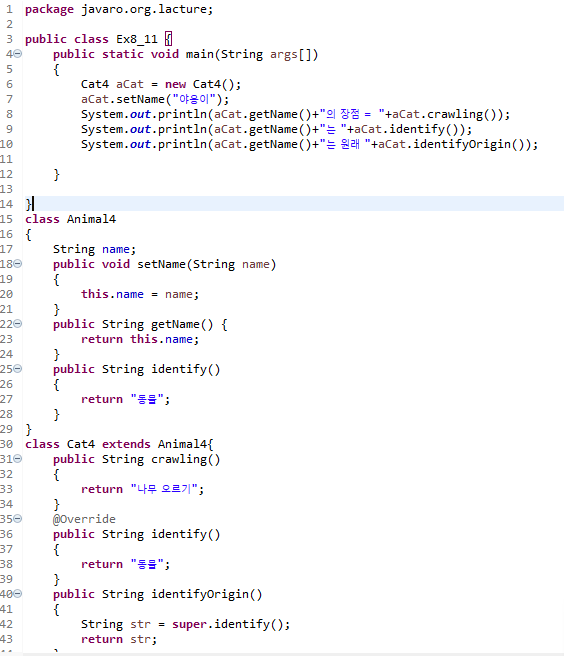 1 package javaro.org.lacture;
2
3 public class Ex8_11 {
4 public static void main(String args[])
5 {
6 Cat4 aCat = new Cat4();
7 aCat.setName("야옹이");
8 System.out.println(aCat.getName()+"의 장점 = "+aCat.crawling());
9 System.out.println(aCat.getName()+"는 "+aCat.identify());
10 System.out.println(aCat.getName()+"는 원래 "+aCat.identifyOrigin());
11
12 }
13
14 }
15 class Animal4
16 {
17 String name;
18 public void setName(String name)
19 {
20 this.name = name;
21 }
22 public String getName() {
23 return this.name;
24 }
25 public String identify()
26 {
27 return "동물";
28 }
29 }
30 class Cat4 extends Animal4{
31 public String crawling()
32 {
33 return "나무 오르기";
34 }
35 @Override
36 public String identify()
37 {
38 return "동물";
39 }
40 public String identifyOrigin()
41 {
42 String str = super.identify();
43 return str;